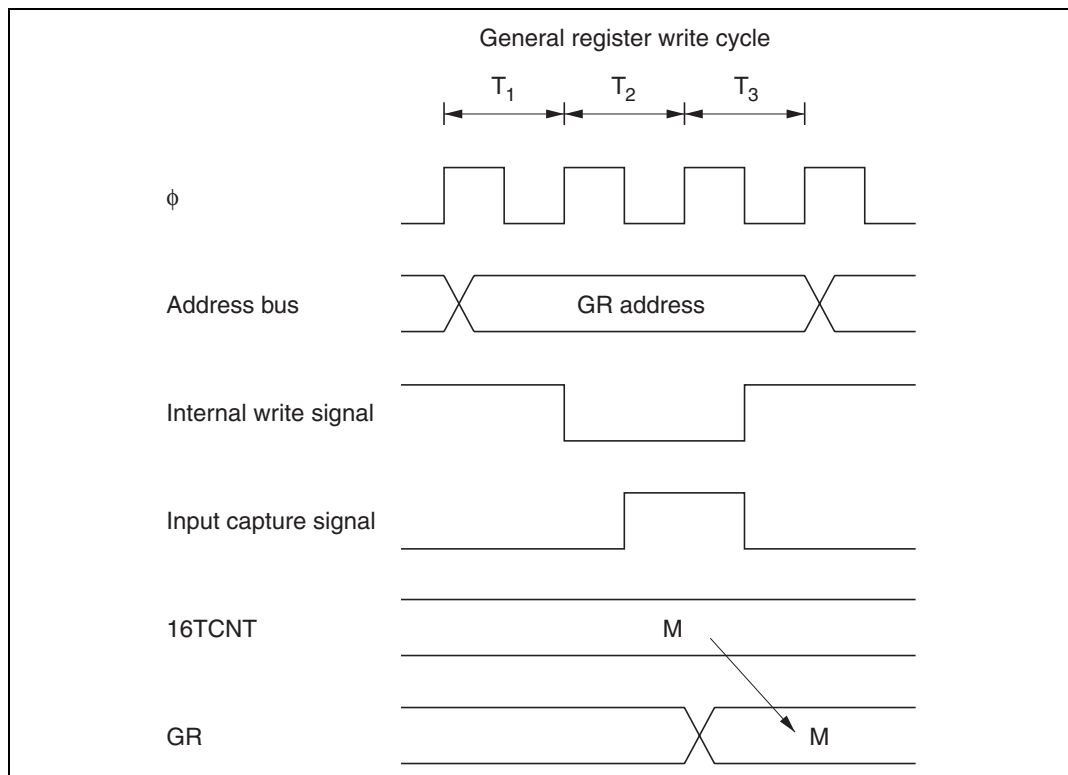 General register write cycle
T1 T2 T3
ϕ
Address bus GR address
Internal write signal
Input capture signal
16TCNT M
GR M